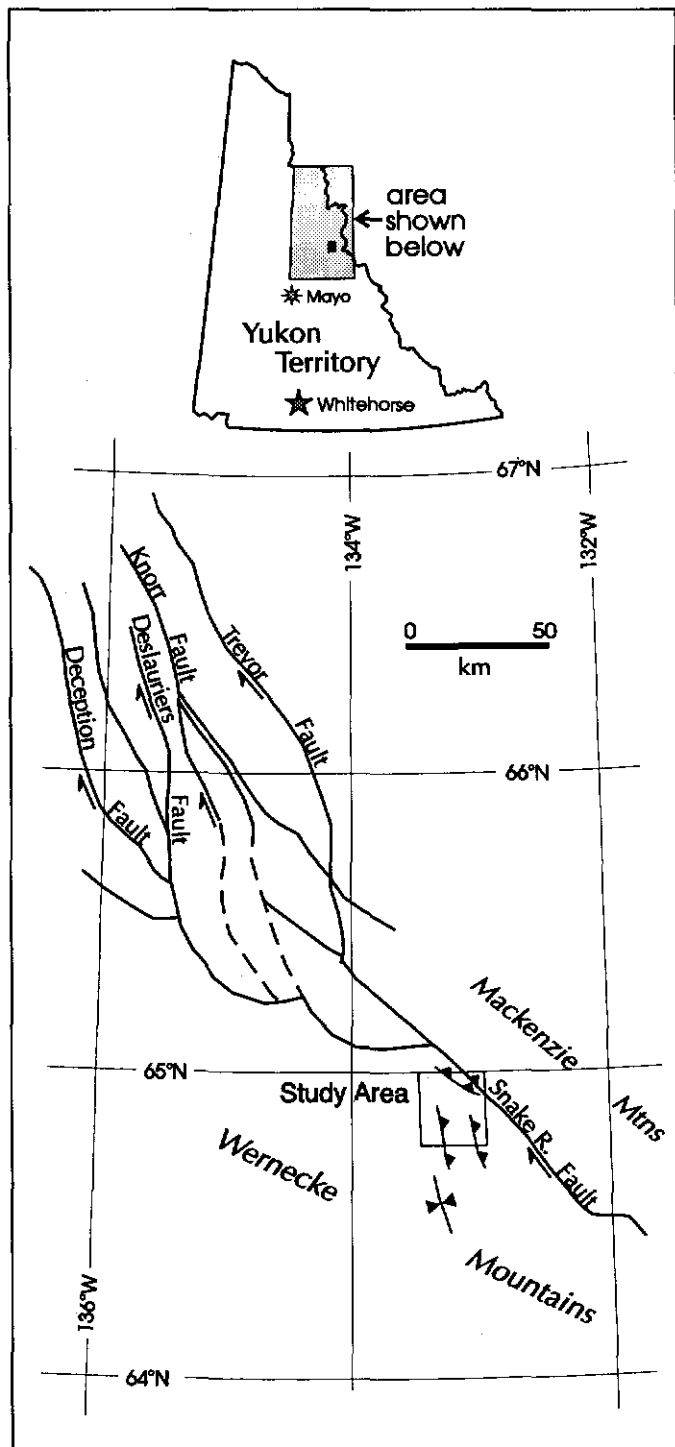 area
shown
below
Mayo
Yukon
Territory
Whitehorse
67°N
134°W
132°W
Knorr
Fault
Trevor
Fault
Deslauriers
Fault
Deception
Fault
0 50
km
66°N
Mackenzie
Mtns
65°N
Study Area
Snake R.
Fault
Wernecke
Mountains
136°W
64°N